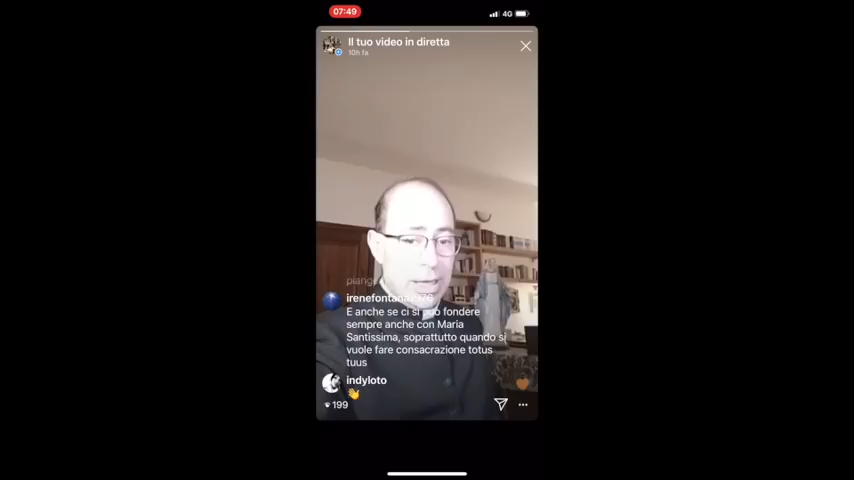 07:49
4G
Il tuo video in diretta
10h fa
irenefontana
E anche se ci si può fondere
sempre anche con Maria
Santissima, soprattutto quando si
vuole fare consacrazione totus
tuus
indyloto
199